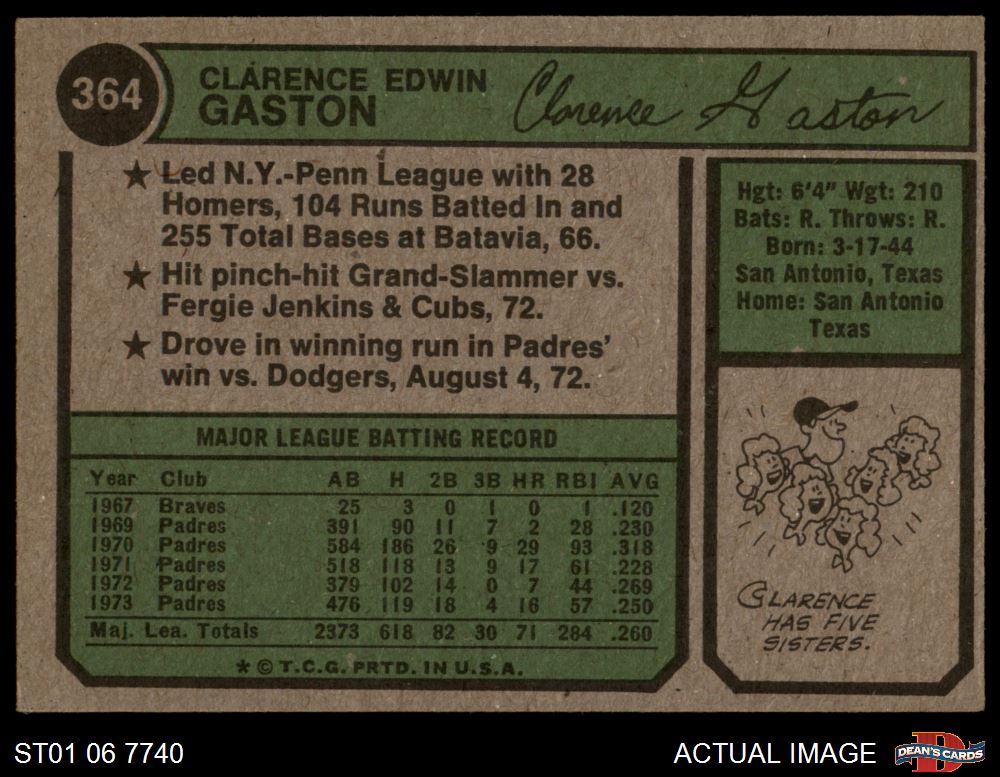 364
CLARENCE EDWIN
GASTON
Clarence Gaston
★ Led N.Y.-Penn League with 28
Homers, 104 Runs Batted In and
255 Total Bases at Batavia, 66.
★ Hit pinch-hit Grand-Slammer vs.
Fergie Jenkins & Cubs, 72.
★ Drove in winning run in Padres'
win vs. Dodgers, August 4, 72.
Hgt: 6'4" Wgt: 210
Bats: R. Throws: R.
Born: 3-17-44
San Antonio, Texas
Home: San Antonio
Texas
MAJOR LEAGUE BATTING RECORD
Year Club AB H 2B 3B HR RBI AVG
1967 Braves 25 3 0 1 0 1 .120
1969 Padres 391 90 11 7 2 28 .230
1970 Padres 584 186 26 9 29 93 .318
1971 Padres 518 118 13 9 17 61 .228
1972 Padres 379 102 14 0 7 44 .269
1973 Padres 476 119 18 4 16 57 .250
Maj. Lea. Totals 2373 618 82 30 71 284 .260
* © T.C.G. PRTD. IN U.S.A.
CLARENCE
HAS FIVE
SISTERS.
ST01 06 7740
ACTUAL IMAGE
D
DEAN'S CARDS